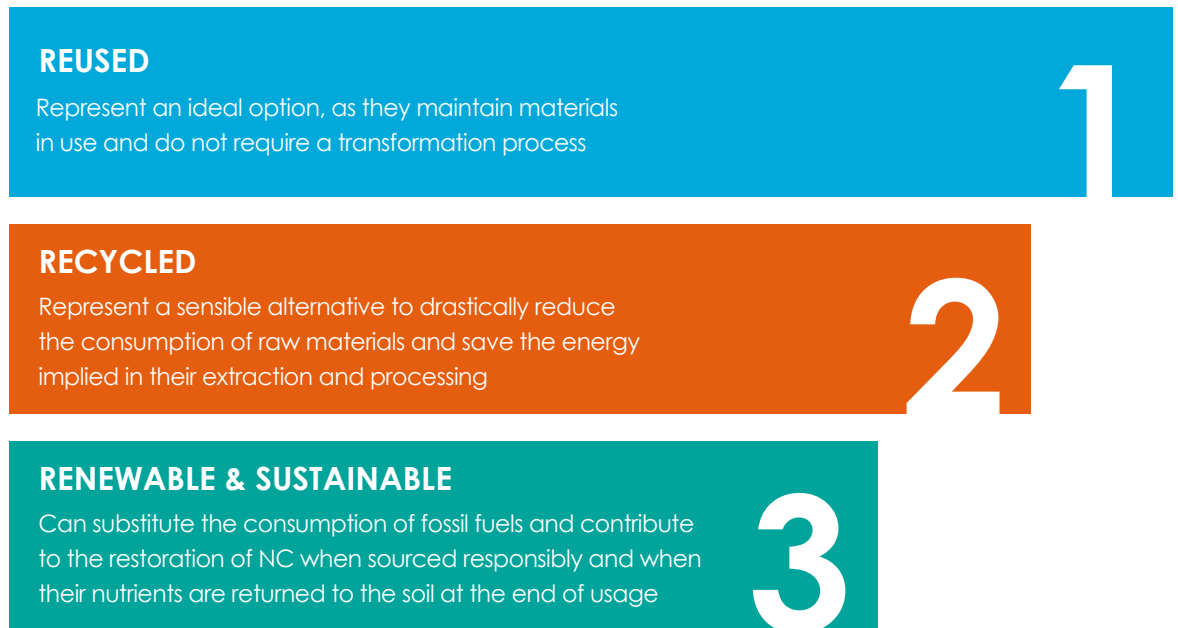 REUSED
Represent an ideal option, as they maintain materials
in use and do not require a transformation process
1
RECYCLED
Represent a sensible alternative to drastically reduce
the consumption of raw materials and save the energy
implied in their extraction and processing
2
RENEWABLE & SUSTAINABLE
Can substitute the consumption of fossil fuels and contribute
to the restoration of NC when sourced responsibly and when
their nutrients are returned to the soil at the end of usage
3